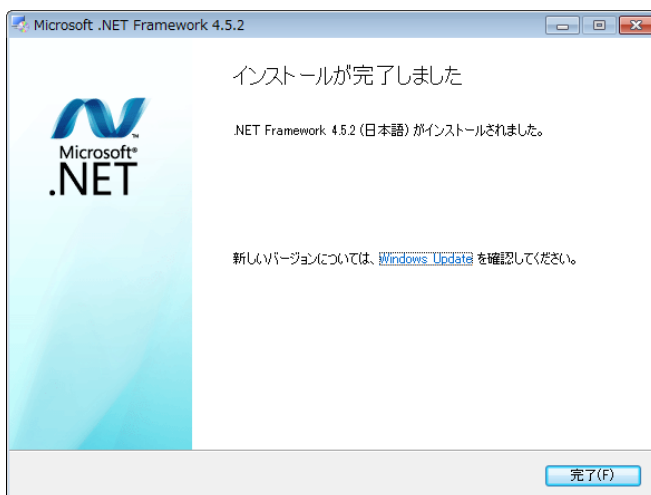 Microsoft .NET Framework 4.5.2
インストールが完了しました
Microsoft®
.NET
™
.NET Framework 4.5.2 (日本語) がインストールされました。
新しいバージョンについては、Windows Update を確認してください。
完了(F)